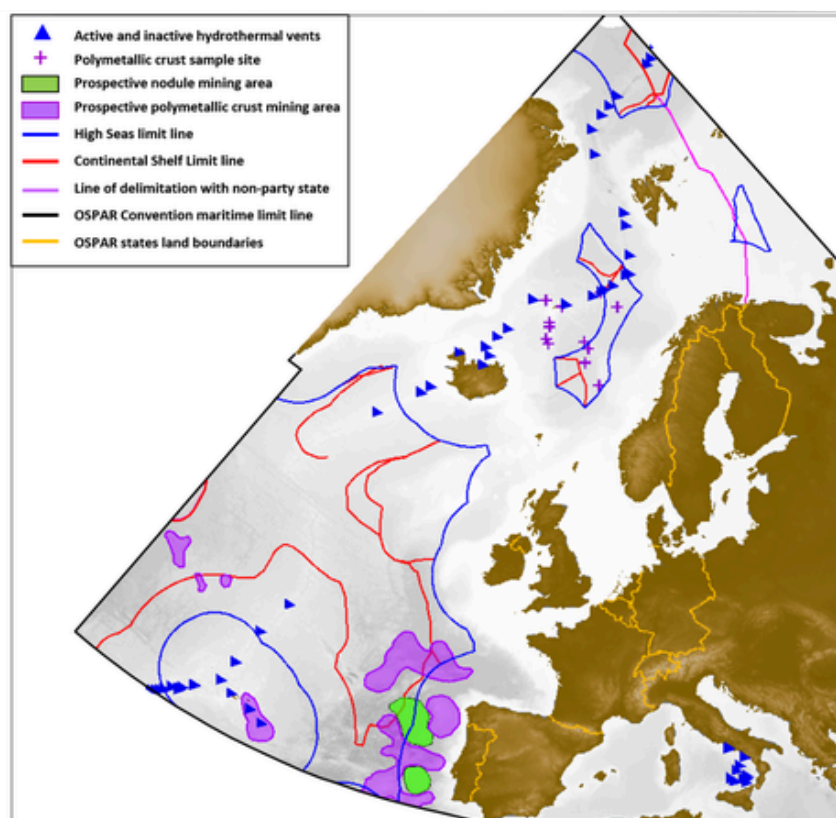 Active and inactive hydrothermal vents
Polymetallic crust sample site
Prospective nodule mining area
Prospective polymetallic crust mining area
High Seas limit line
Continental Shelf Limit line
Line of delimitation with non-party state
OSPAR Convention maritime limit line
OSPAR states land boundaries